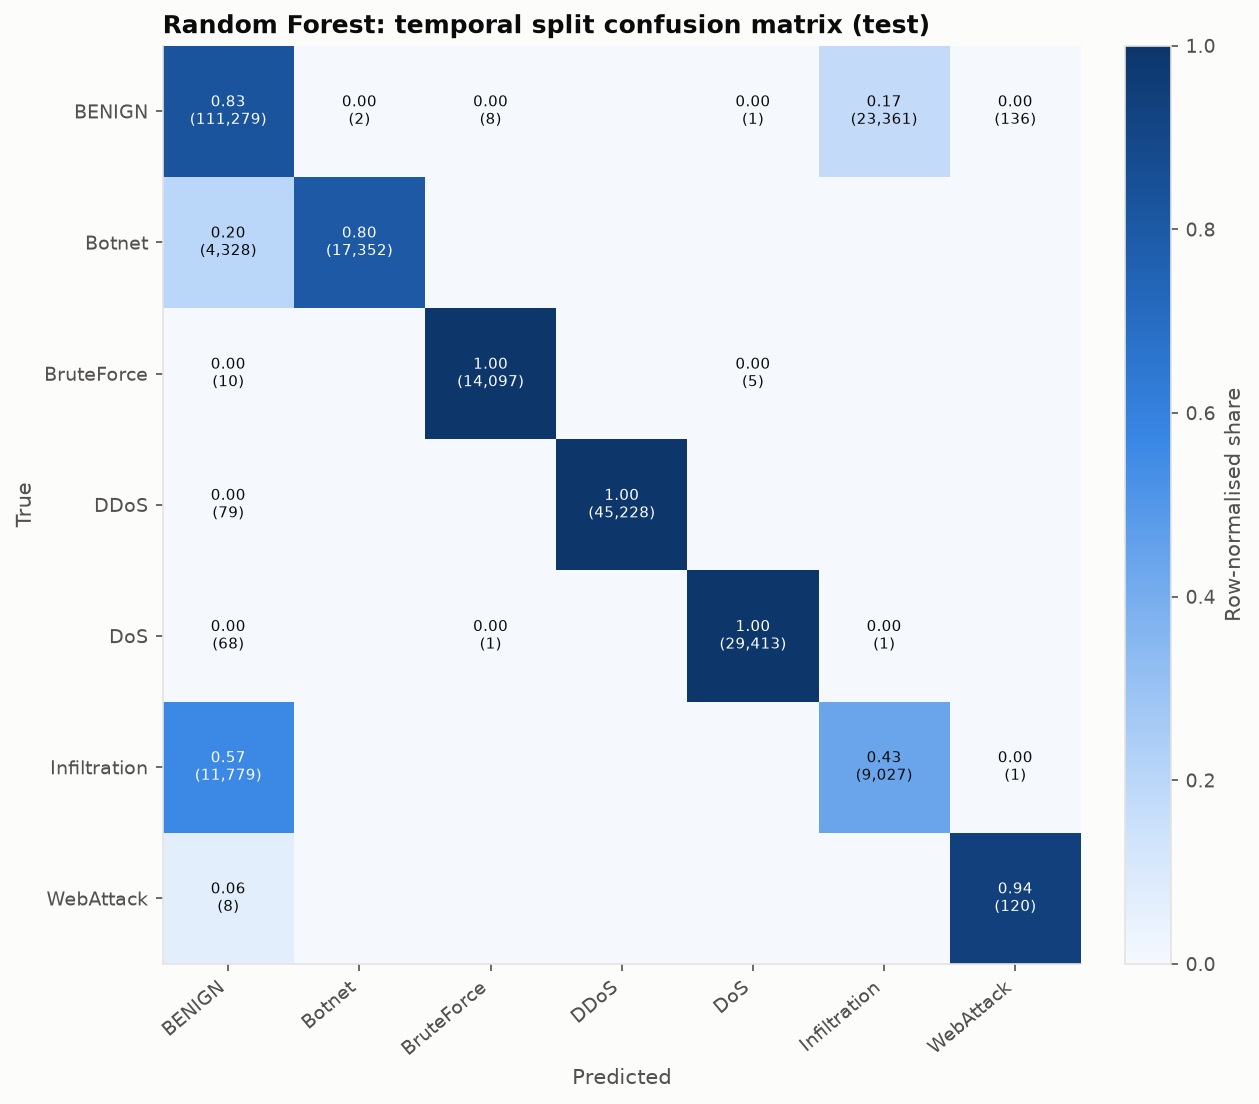 Random Forest: temporal split confusion matrix (test)
BENIGN
0.83
(111,279)
0.00
(2)
0.00
(8)
0.00
(1)
0.17
(23,361)
0.00
(136)
Botnet
0.20
(4,328)
0.80
(17,352)
BruteForce
0.00
(10)
1.00
(14,097)
0.00
(5)
DDoS
0.00
(79)
1.00
(45,228)
DoS
0.00
(68)
0.00
(1)
1.00
(29,413)
0.00
(1)
Infiltration
0.57
(11,779)
0.43
(9,027)
0.00
(1)
WebAttack
0.06
(8)
0.94
(120)
True
BENIGN
Botnet
BruteForce
DDoS
DoS
Infiltration
WebAttack
Predicted
1.0
0.8
0.6
0.4
0.2
0.0
Row-normalised share